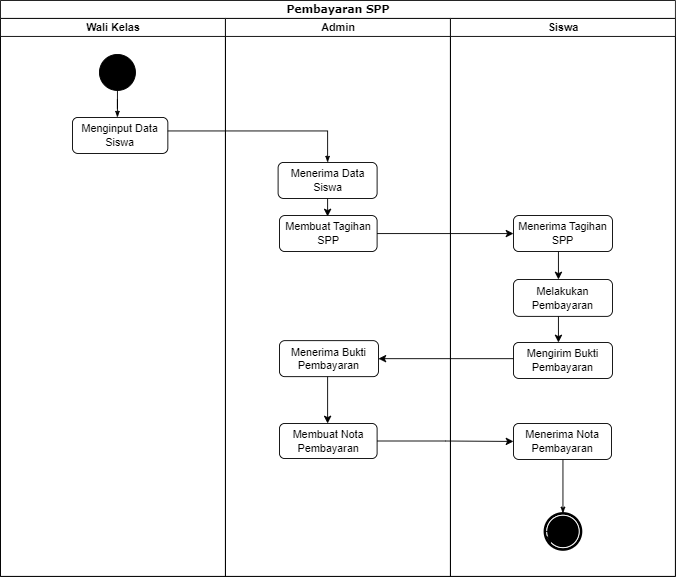 Pembayaran SPP
Wali Kelas
Admin
Siswa
Menginput Data
Siswa
Menerima Data
Siswa
Membuat Tagihan
SPP
Menerima Tagihan
SPP
Melakukan
Pembayaran
Mengirim Bukti
Pembayaran
Menerima Bukti
Pembayaran
Membuat Nota
Pembayaran
Menerima Nota
Pembayaran